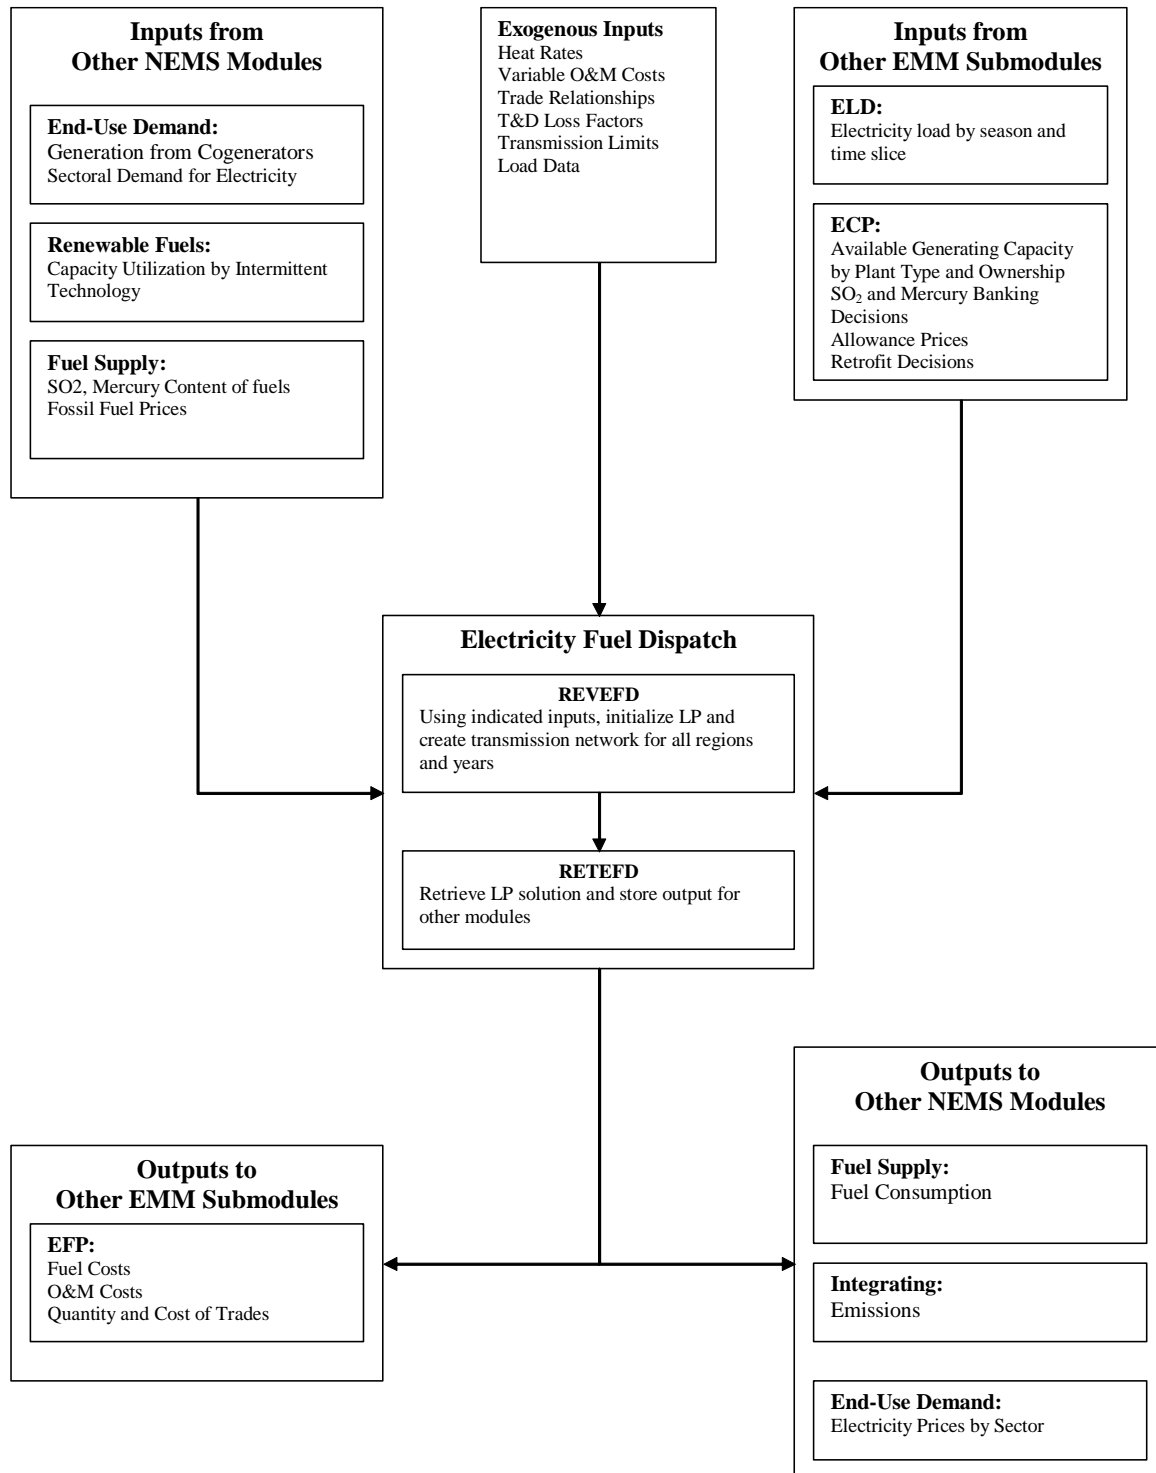 Inputs from
Other NEMS Modules
End-Use Demand:
Generation from Cogenerators
Sectoral Demand for Electricity
Renewable Fuels:
Capacity Utilization by Intermittent
Technology
Fuel Supply:
SO2, Mercury Content of fuels
Fossil Fuel Prices
Exogenous Inputs
Heat Rates
Variable O&M Costs
Trade Relationships
T&D Loss Factors
Transmission Limits
Load Data
Inputs from
Other EMM Submodules
ELD:
Electricity load by season and
time slice
ECP:
Available Generating Capacity
by Plant Type and Ownership
SO₂ and Mercury Banking
Decisions
Allowance Prices
Retrofit Decisions
Electricity Fuel Dispatch
REVEFD
Using indicated inputs, initialize LP and
create transmission network for all regions
and years
RETEFD
Retrieve LP solution and store output for
other modules
Outputs to
Other EMM Submodules
EFP:
Fuel Costs
O&M Costs
Quantity and Cost of Trades
Outputs to
Other NEMS Modules
Fuel Supply:
Fuel Consumption
Integrating:
Emissions
End-Use Demand:
Electricity Prices by Sector